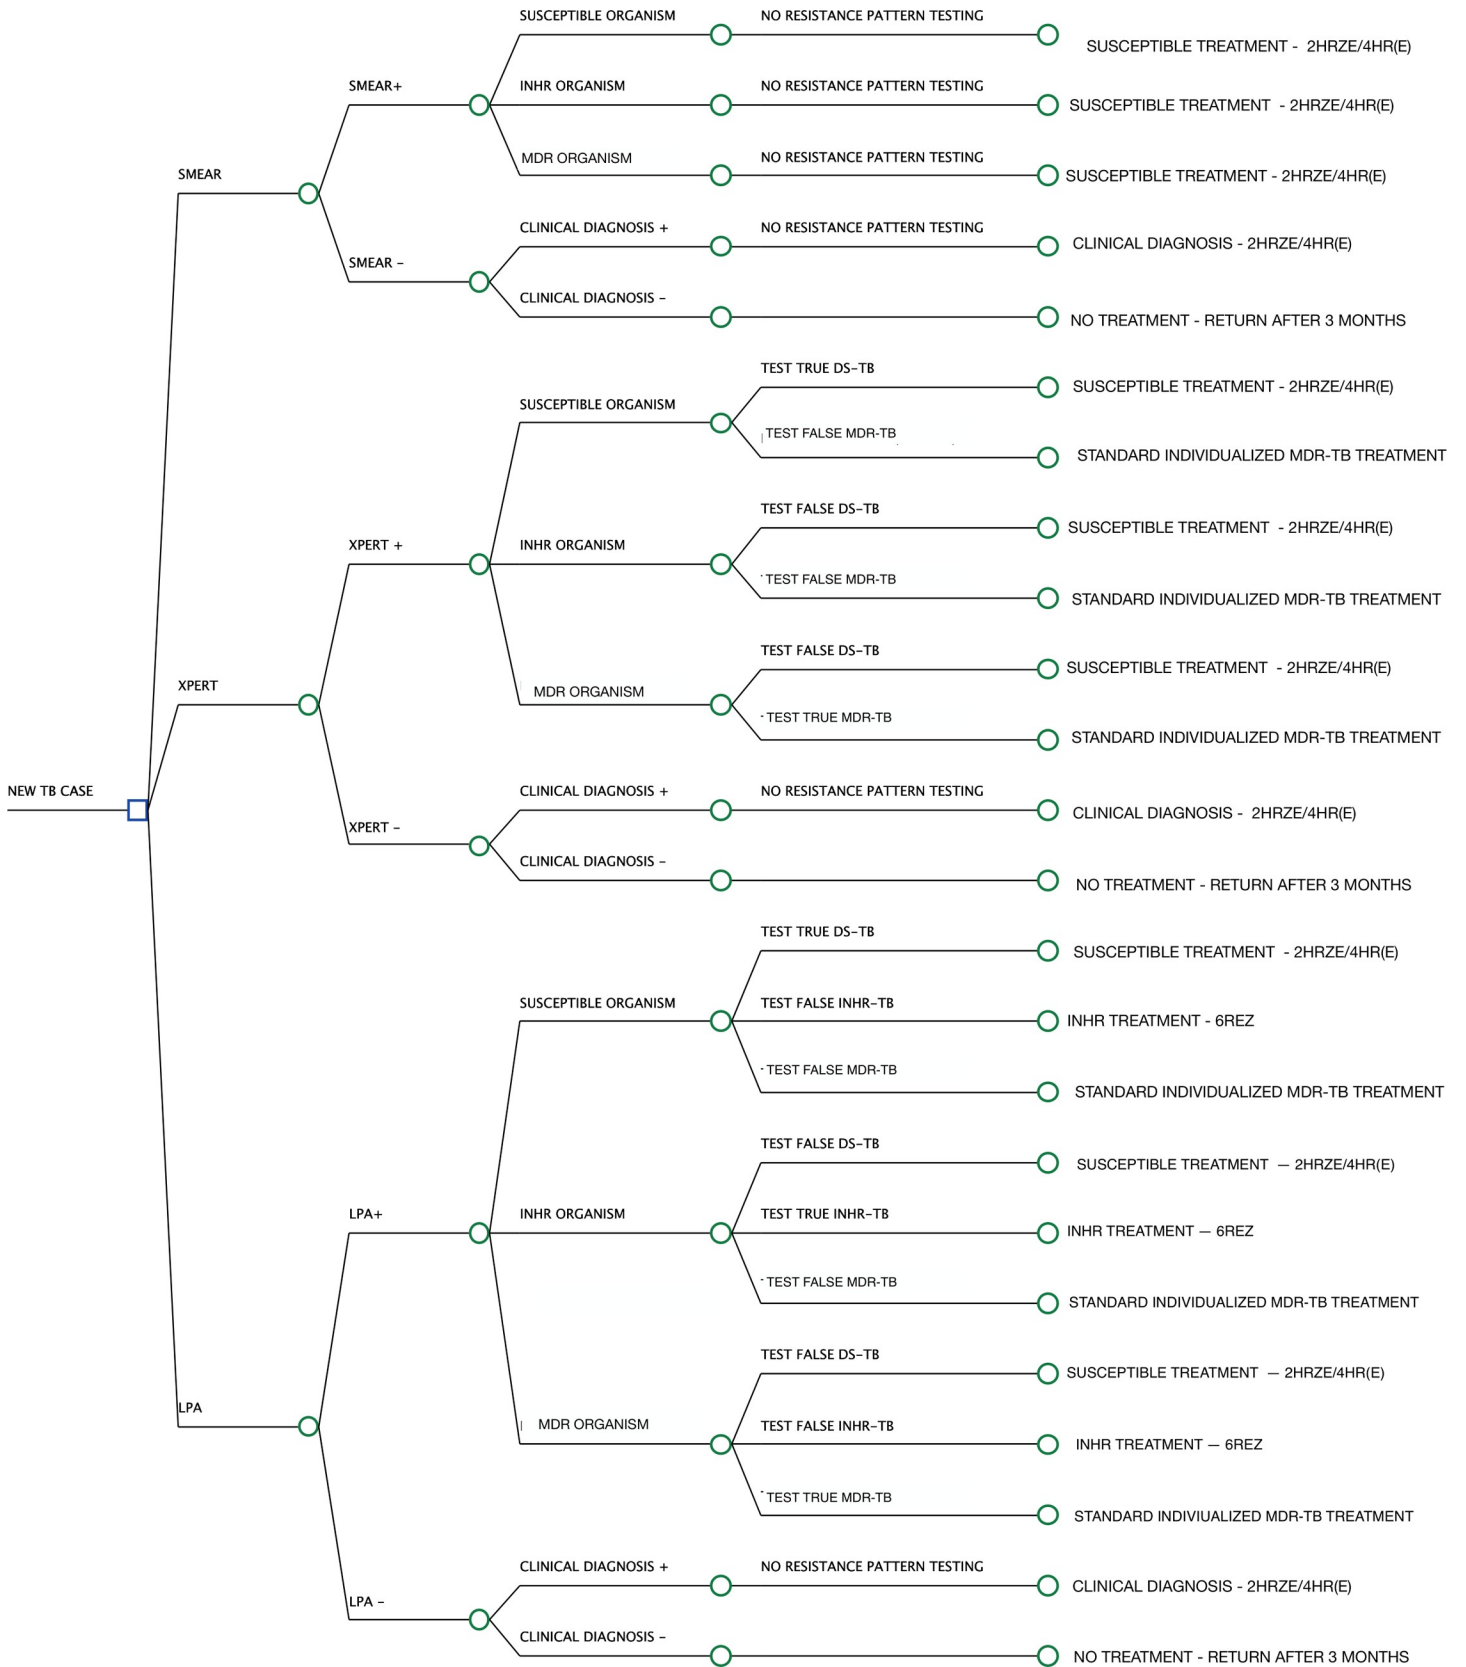 SUSCEPTIBLE ORGANISM
NO RESISTANCE PATTERN TESTING
SUSCEPTIBLE TREATMENT - 2HRZE/4HR(E)
SMEAR+
INHR ORGANISM
NO RESISTANCE PATTERN TESTING
SUSCEPTIBLE TREATMENT - 2HRZE/4HR(E)
MDR ORGANISM
NO RESISTANCE PATTERN TESTING
SUSCEPTIBLE TREATMENT - 2HRZE/4HR(E)
SMEAR
CLINICAL DIAGNOSIS +
NO RESISTANCE PATTERN TESTING
CLINICAL DIAGNOSIS - 2HRZE/4HR(E)
SMEAR –
CLINICAL DIAGNOSIS –
NO TREATMENT - RETURN AFTER 3 MONTHS
TEST TRUE DS–TB
SUSCEPTIBLE TREATMENT - 2HRZE/4HR(E)
SUSCEPTIBLE ORGANISM
TEST FALSE MDR-TB
STANDARD INDIVIDUALIZED MDR-TB TREATMENT
TEST FALSE DS–TB
SUSCEPTIBLE TREATMENT - 2HRZE/4HR(E)
XPERT +
INHR ORGANISM
TEST FALSE MDR-TB
STANDARD INDIVIDUALIZED MDR-TB TREATMENT
TEST FALSE DS–TB
SUSCEPTIBLE TREATMENT - 2HRZE/4HR(E)
XPERT
MDR ORGANISM
TEST TRUE MDR-TB
STANDARD INDIVIDUALIZED MDR-TB TREATMENT
NEW TB CASE
CLINICAL DIAGNOSIS +
NO RESISTANCE PATTERN TESTING
CLINICAL DIAGNOSIS - 2HRZE/4HR(E)
XPERT –
CLINICAL DIAGNOSIS –
NO TREATMENT - RETURN AFTER 3 MONTHS
TEST TRUE DS–TB
SUSCEPTIBLE TREATMENT - 2HRZE/4HR(E)
SUSCEPTIBLE ORGANISM
TEST FALSE INHR–TB
INHR TREATMENT - 6REZ
TEST FALSE MDR-TB
STANDARD INDIVIDUALIZED MDR-TB TREATMENT
TEST FALSE DS–TB
SUSCEPTIBLE TREATMENT — 2HRZE/4HR(E)
LPA+
INHR ORGANISM
TEST TRUE INHR–TB
INHR TREATMENT — 6REZ
TEST FALSE MDR-TB
STANDARD INDIVIDUALIZED MDR-TB TREATMENT
TEST FALSE DS–TB
SUSCEPTIBLE TREATMENT — 2HRZE/4HR(E)
LPA
MDR ORGANISM
TEST FALSE INHR–TB
INHR TREATMENT — 6REZ
TEST TRUE MDR-TB
STANDARD INDIVIUALIZED MDR-TB TREATMENT
CLINICAL DIAGNOSIS +
NO RESISTANCE PATTERN TESTING
CLINICAL DIAGNOSIS - 2HRZE/4HR(E)
LPA –
CLINICAL DIAGNOSIS –
NO TREATMENT - RETURN AFTER 3 MONTHS